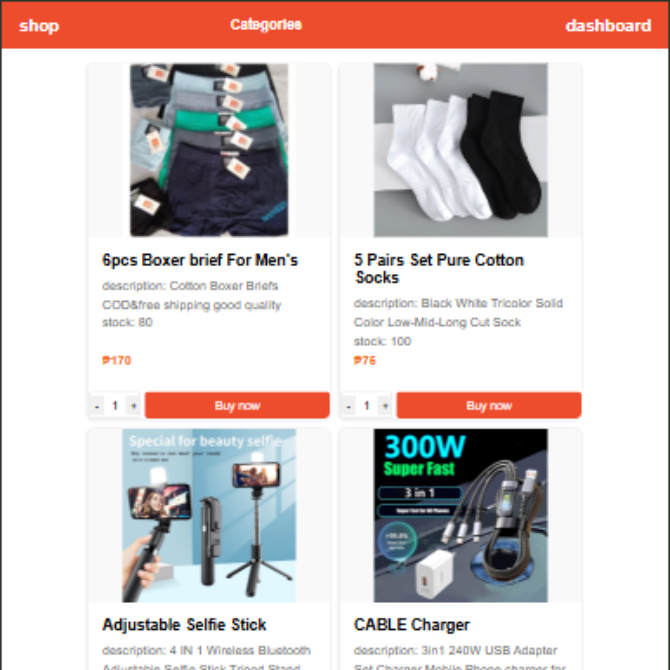 shop
Categories
dashboard
6pcs Boxer brief For Men's
description: Cotton Boxer Briefs
COD&free shipping good quality
stock: 80
₱170
- 1 +
Buy now
5 Pairs Set Pure Cotton
Socks
description: Black White Tricolor Solid
Color Low-Mid-Long Cut Sock
stock: 100
₱76
- 1 +
Buy now
Special for beauty selfie
Adjustable Selfie Stick
description: 4 IN 1 Wireless Bluetooth
Adjustable Selfie Stick Tripod Stand
300W
Super Fast
3 in 1
CABLE Charger
description: 3in1 240W USB Adapter
Set Charger Mobile Phone charger for